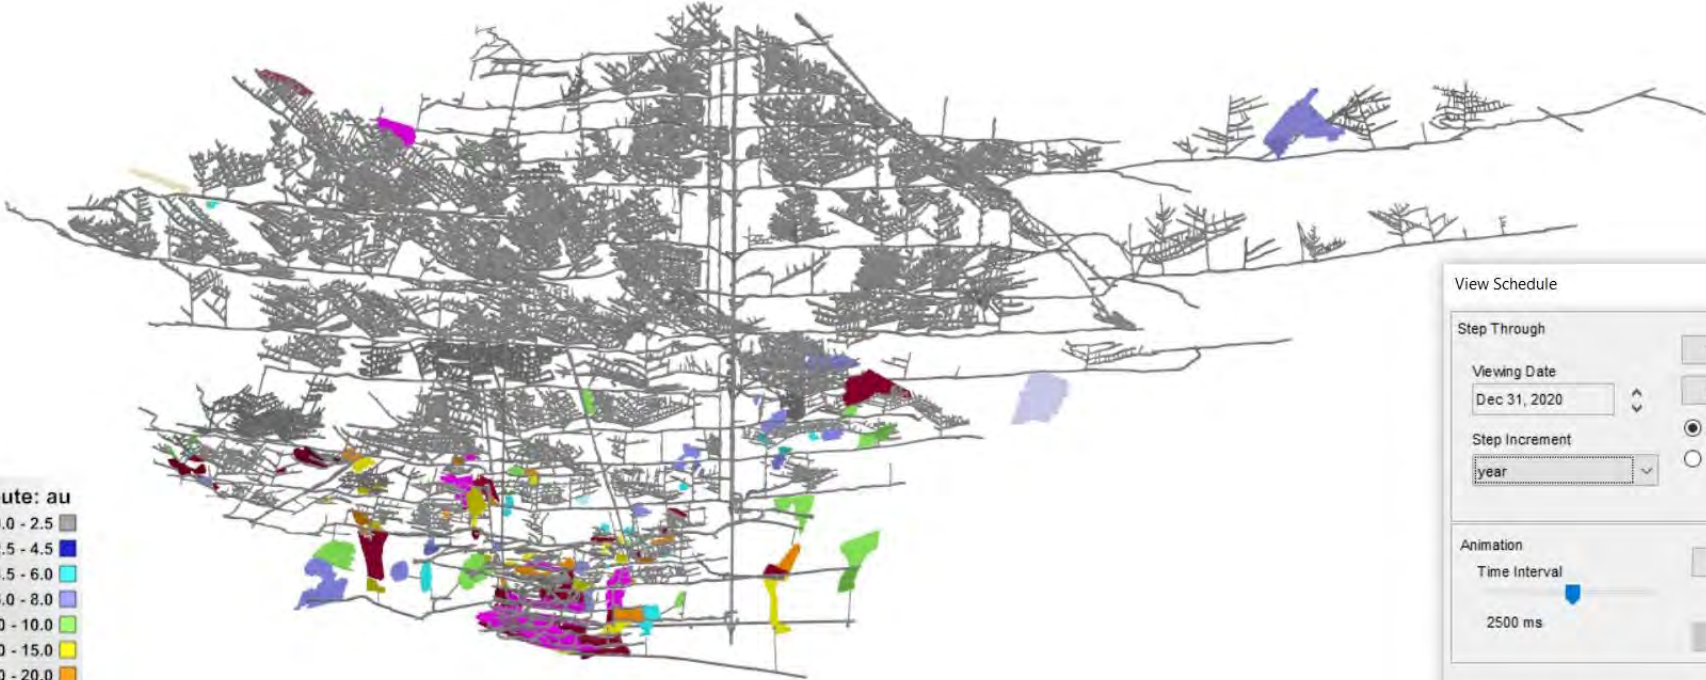 View Schedule
Step Through
Viewing Date
Dec 31, 2020
Step Increment
year
Animation
Time Interval
2500 ms
ute: au
.0 - 2.5
.5 - 4.5
.5 - 6.0
.0 - 8.0
0 - 10.0
0 - 15.0
0 - 20.0